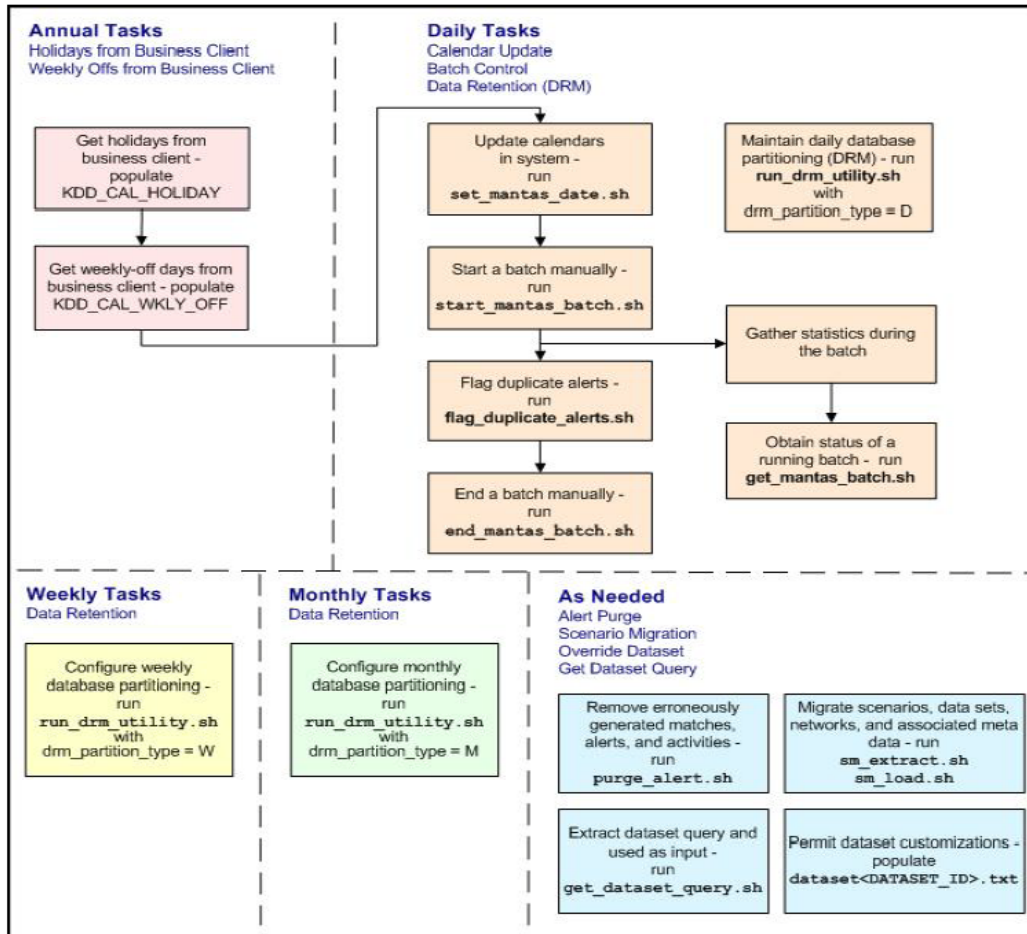 Annual Tasks
Holidays from Business Client
Weekly Offs from Business Client
Get holidays from
business client -
populate
KDD_CAL_HOLIDAY
Get weekly-off days from
business client - populate
KDD_CAL_WKLY_OFF
Daily Tasks
Calendar Update
Batch Control
Data Retention (DRM)
Update calendars
in system -
run
set_mantas_date.sh
Start a batch manually -
run
start_mantas_batch.sh
Flag duplicate alerts -
run
flag_duplicate_alerts.sh
End a batch manually -
run
end_mantas_batch.sh
Maintain daily database
partitioning (DRM) - run
run_drm_utility.sh
with
drm_partition_type = D
Gather statistics during
the batch
Obtain status of a
running batch - run
get_mantas_batch.sh
Weekly Tasks
Data Retention
Configure weekly
database partitioning -
run
run_drm_utility.sh
with
drm_partition_type = W
Monthly Tasks
Data Retention
Configure monthly
database partitioning -
run
run_drm_utility.sh
with
drm_partition_type = M
As Needed
Alert Purge
Scenario Migration
Override Dataset
Get Dataset Query
Remove erroneously
generated matches,
alerts, and activities -
run
purge_alert.sh
Migrate scenarios, data sets,
networks, and associated meta
data - run
sm_extract.sh
sm_load.sh
Extract dataset query and
used as input -
run
get_dataset_query.sh
Permit dataset customizations -
populate
dataset<DATASET_ID>.txt